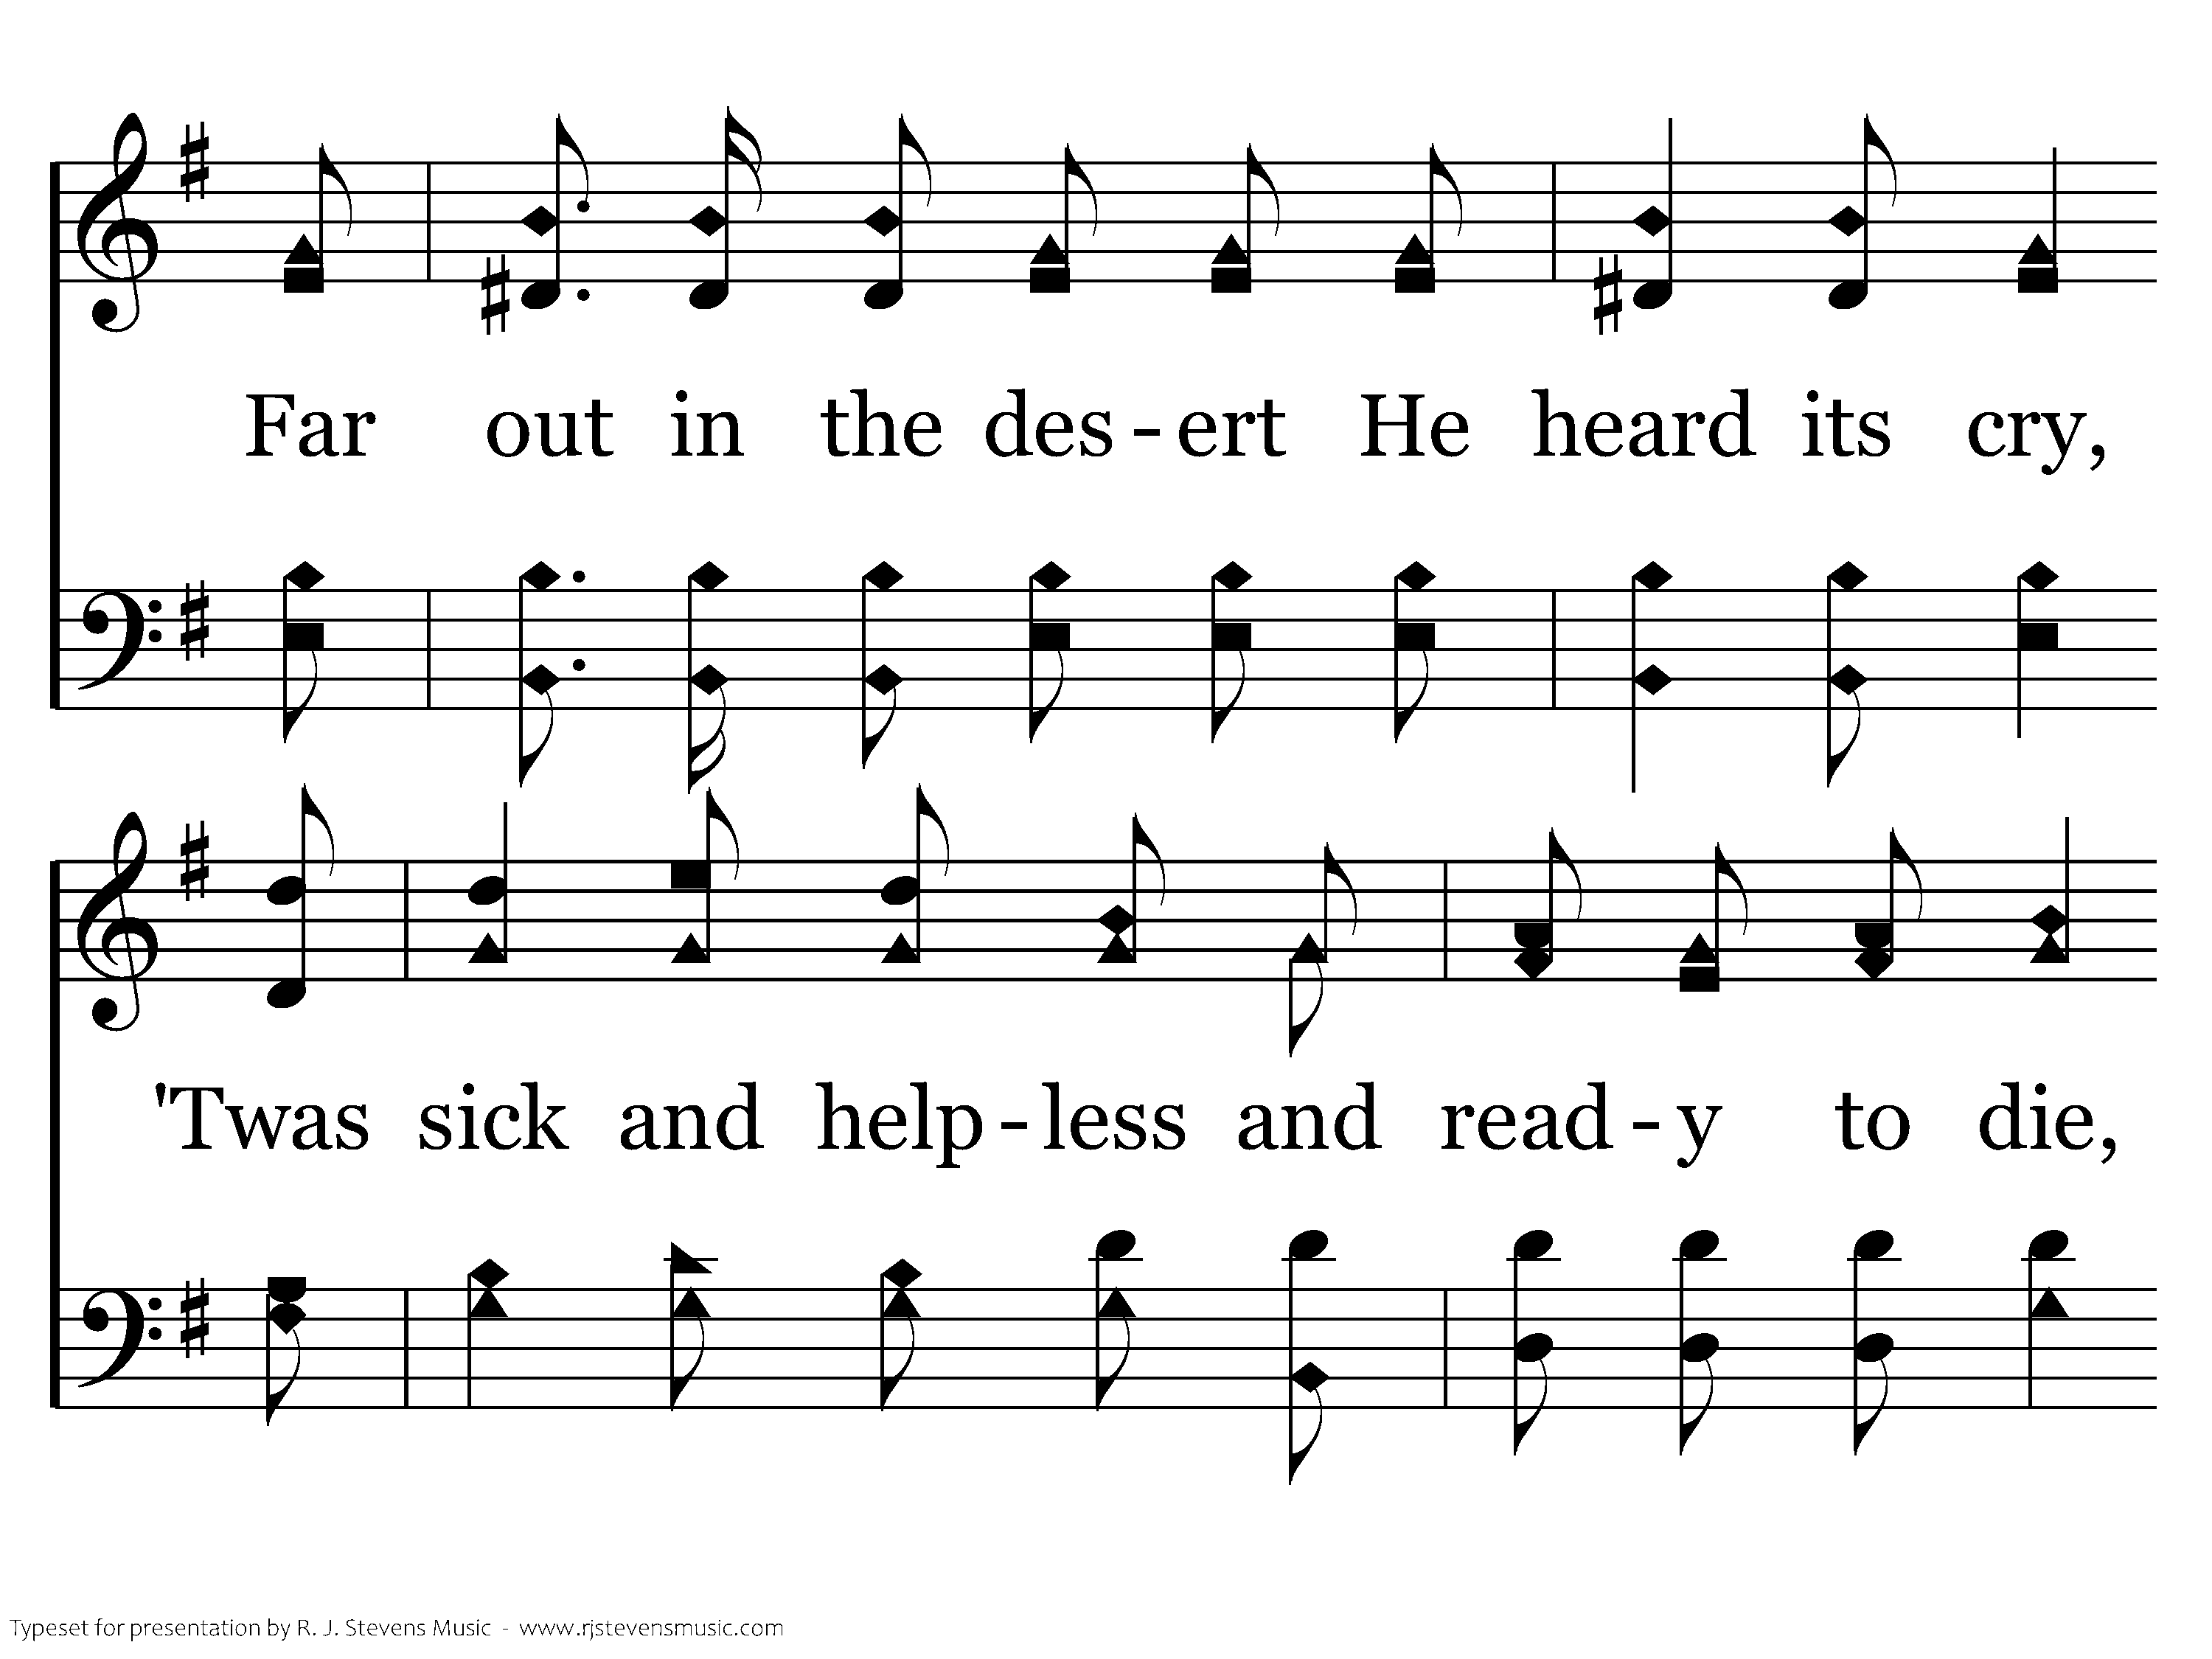 Far out in the des - ert He heard its cry,
'Twas sick and help - less and read - y to die,
Typeset for presentation by R. J. Stevens Music - www.rjstevensmusic.com